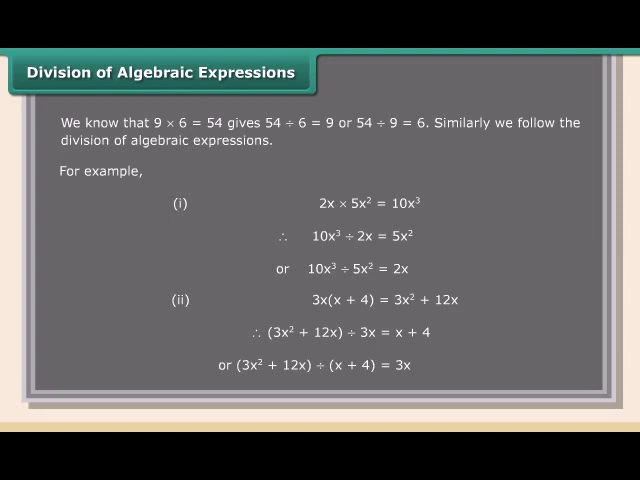 Division of Algebraic Expressions
We know that 9 × 6 = 54 gives 54 ÷ 6 = 9 or 54 ÷ 9 = 6. Similarly we follow the
division of algebraic expressions.
For example,
(i) 2x × 5x² = 10x³
∴ 10x³ ÷ 2x = 5x²
or 10x³ ÷ 5x² = 2x
(ii) 3x(x + 4) = 3x² + 12x
∴ (3x² + 12x) ÷ 3x = x + 4
or (3x² + 12x) ÷ (x + 4) = 3x